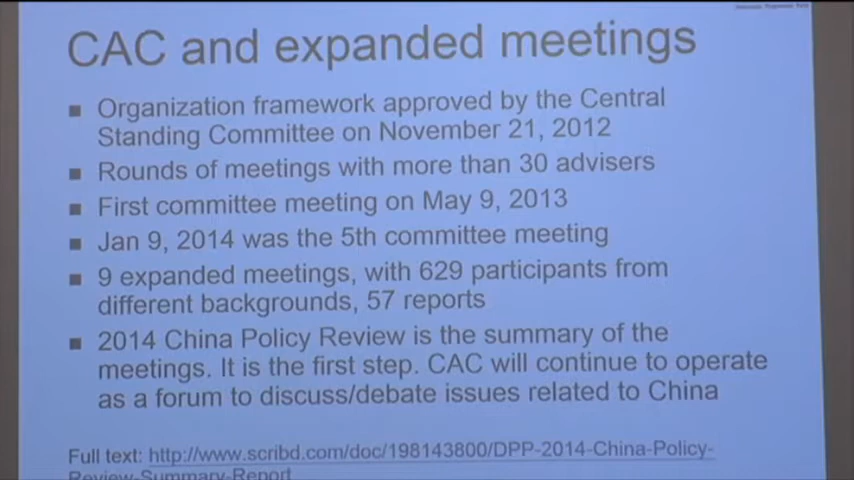 CAC and expanded meetings
Organization framework approved by the Central
Standing Committee on November 21, 2012
Rounds of meetings with more than 30 advisers
First committee meeting on May 9, 2013
Jan 9, 2014 was the 5th committee meeting
9 expanded meetings, with 629 participants from
different backgrounds, 57 reports
2014 China Policy Review is the summary of the
meetings. It is the first step. CAC will continue to operate
as a forum to discuss/debate issues related to China
Full text: http://www.scribd.com/doc/198143800/DPP-2014-China-Policy-
Review-Summary-Report